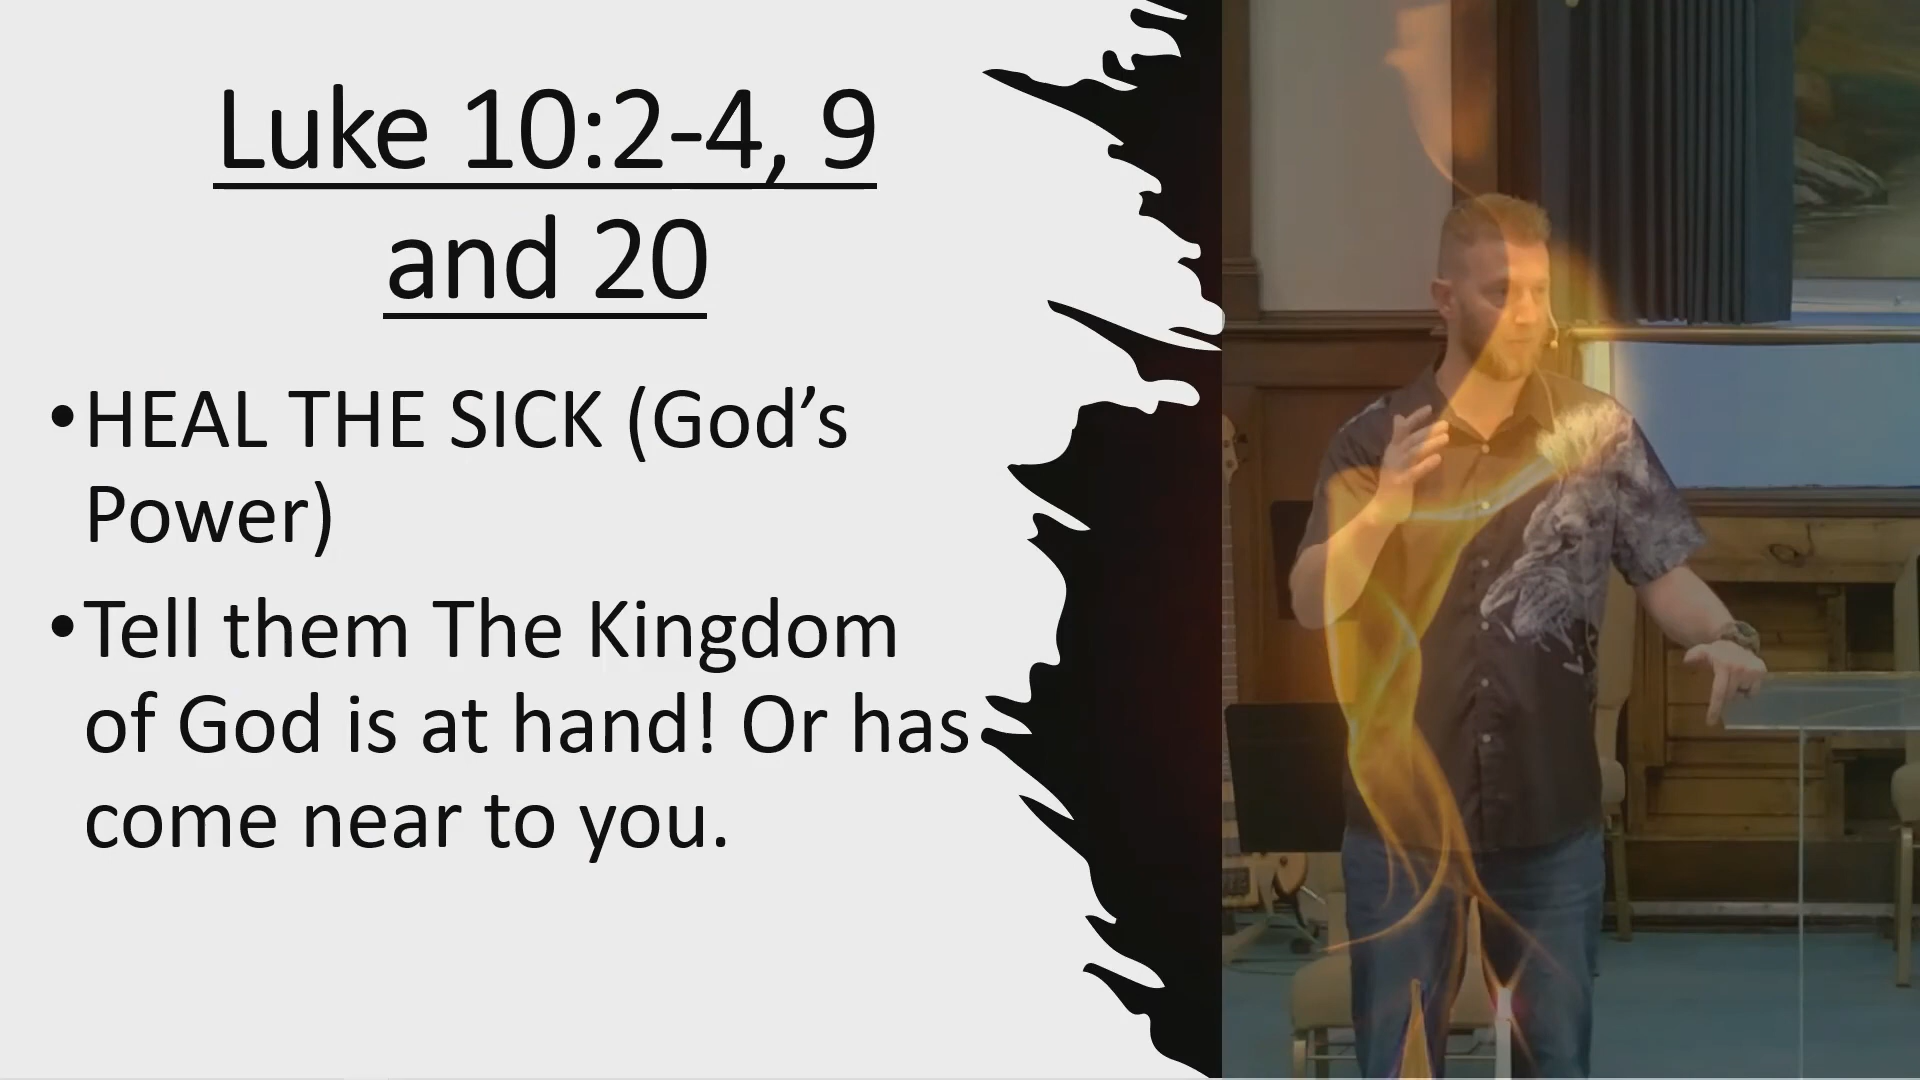 Luke 10:2-4, 9
and 20
•HEAL THE SICK (God’s
Power)
•Tell them The Kingdom
of God is at hand! Or has
come near to you.